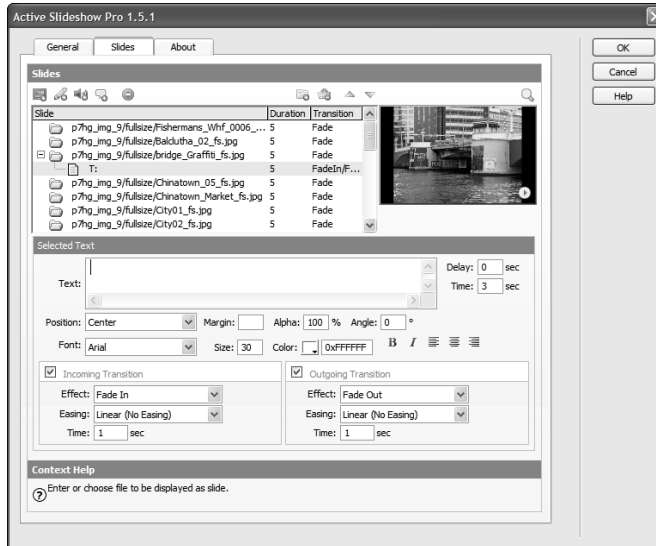 Active Slideshow Pro 1.5.1
General Slides About
OK
Cancel
Help
Slides
Slide Duration Transition
p7hg_img_9/fullsize/Fishermans_Whf_0006_... 5 Fade
p7hg_img_9/fullsize/Balclutha_02_fs.jpg 5 Fade
p7hg_img_9/fullsize/bridge_Graffiti_fs.jpg 5 Fade
T: 5 FadeIn/F...
p7hg_img_9/fullsize/Chinatown_05_fs.jpg 5 Fade
p7hg_img_9/fullsize/Chinatown_Market_fs.jpg 5 Fade
p7hg_img_9/fullsize/City01_fs.jpg 5 Fade
p7hg_img_9/fullsize/City02_fs.jpg 5 Fade
Selected Text
Text:
Delay: 0 sec
Time: 3 sec
Position: Center Margin: Alpha: 100 % Angle: 0 °
Font: Arial Size: 30 Color: 0xFFFFFF B I
Incoming Transition
Effect: Fade In
Easing: Linear (No Easing)
Time: 1 sec
Outgoing Transition
Effect: Fade Out
Easing: Linear (No Easing)
Time: 1 sec
Context Help
Enter or choose file to be displayed as slide.